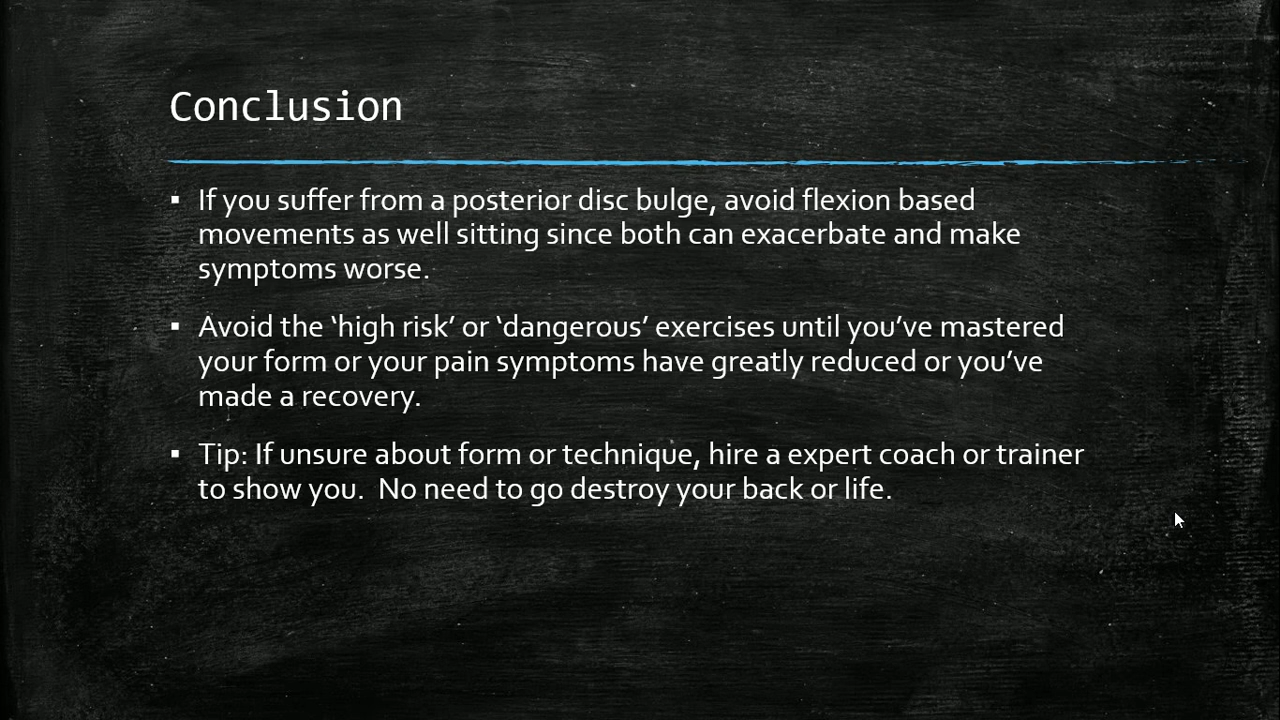 Conclusion
▪ If you suffer from a posterior disc bulge, avoid flexion based
movements as well sitting since both can exacerbate and make
symptoms worse.
▪ Avoid the ‘high risk’ or ‘dangerous’ exercises until you’ve mastered
your form or your pain symptoms have greatly reduced or you’ve
made a recovery.
▪ Tip: If unsure about form or technique, hire a expert coach or trainer
to show you.  No need to go destroy your back or life.